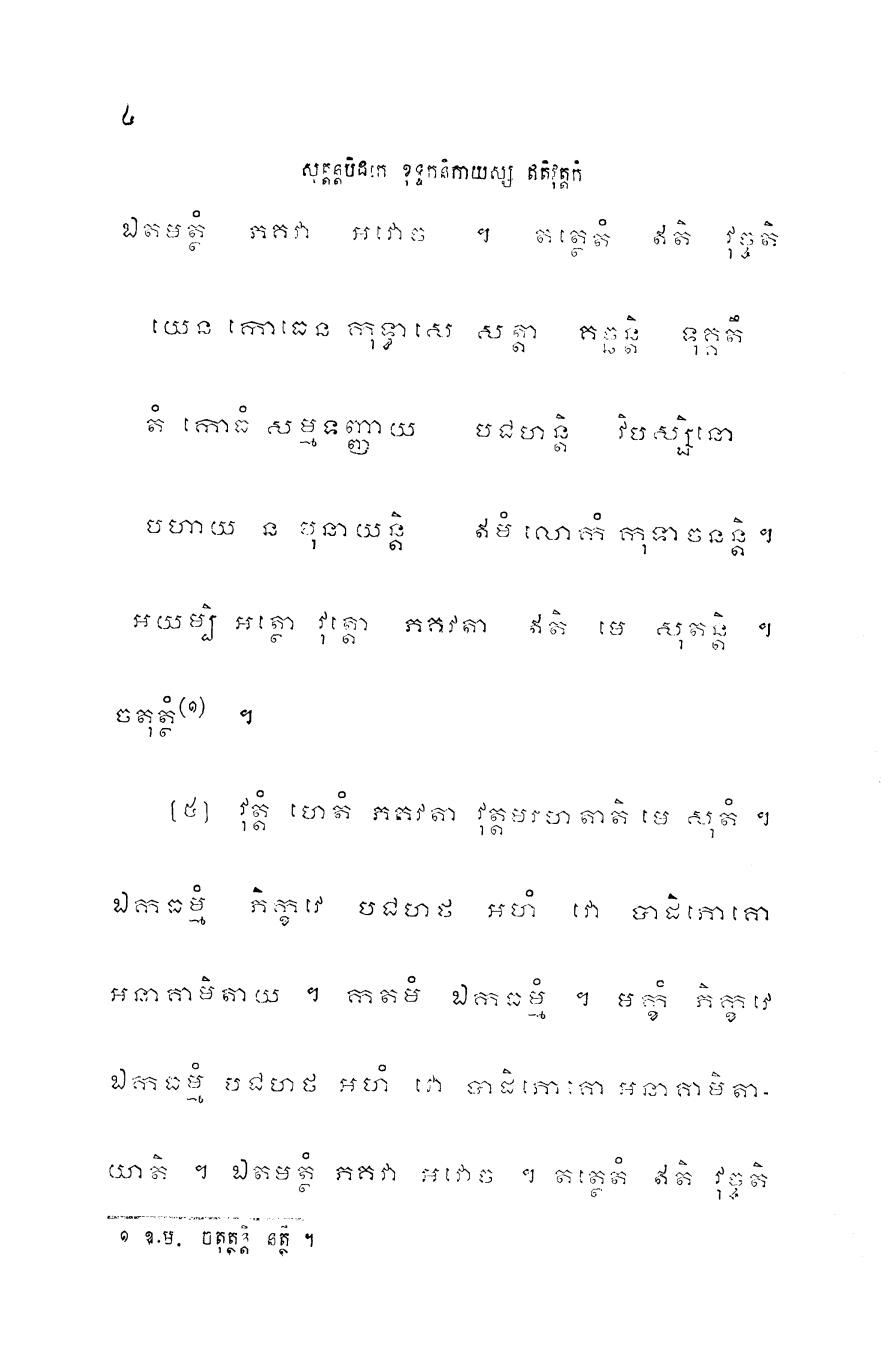 ៤
សុត្តន្តបិដកេ ខុទ្ទកនិកាយស្ស ឥតិវុត្តកំ
ឯតមត្ថំ ភគវា អវោច ។ តត្ថេតំ ឥតិ វុច្ចតិ
យេន កោធេន កុទ្ធាសេ សត្តា គច្ឆន្តិ ទុគ្គតឹ
តំ កោធំ សម្មទញ្ញាយ បជហន្តិ វិបស្សិនោ
បហាយ ន បុនាយន្តិ ឥមំ លោកំ កុទាចនន្តិ ។
អយម្បិ អត្ថោ វុត្តោ ភគវតា ឥតិ មេ សុតន្តិ ។
ចតុត្ថំ(១) ។
[៥] វុត្តំ ហេតំ ភគវតា វុត្តមរហតាតិ មេ សុតំ ។
ឯកធម្មំ ភិក្ខវេ បជហថ អហំ វោ បាដិភោគោ
អនាគាមិតាយ ។ កតមំ ឯកធម្មំ ។ មក្ខំ ភិក្ខវេ
ឯកធម្មំ បជហថ អហំ វោ បាដិភោគោ អនាគាមិតា-
យាតិ ។ ឯតមត្ថំ ភគវា អវោច ។ តត្ថេតំ ឥតិ វុច្ចតិ
១ ឧ.ម. ចតុត្ថន្តិ នត្ថិ ។